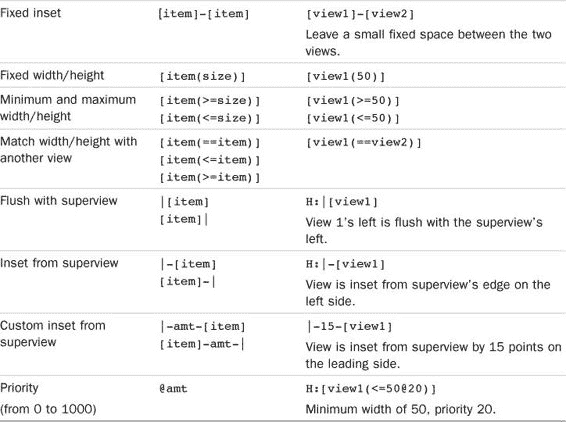 Fixed inset [item]-[item] [view1]-[view2]
Leave a small fixed space between the two
views.
Fixed width/height [item(size)] [view1(50)]
Minimum and maximum [item(>=size)] [view1(>=50)]
width/height [item(<=size)] [view1(<=50)]
Match width/height with [item(==item)] [view1(==view2)]
another view [item(<=item)]
[item(>=item)]
Flush with superview |[item] H:|[view1]
[item]| View 1's left is flush with the superview's
left.
Inset from superview |-[item] H:|-[view1]
[item]-| View is inset from superview's edge on the
left side.
Custom inset from |-amt-[item] |-15-[view1]
superview [item]-amt-| View is inset from superview by 15 points on
the leading side.
Priority @amt H:[view1(<=50@20)]
(from 0 to 1000) Minimum width of 50, priority 20.